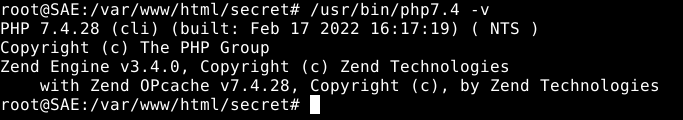 root@SAE:/var/www/html/secret# /usr/bin/php7.4 -v
PHP 7.4.28 (cli) (built: Feb 17 2022 16:17:19) ( NTS )
Copyright (c) The PHP Group
Zend Engine v3.4.0, Copyright (c) Zend Technologies
    with Zend OPcache v7.4.28, Copyright (c), by Zend Technologies
root@SAE:/var/www/html/secret#